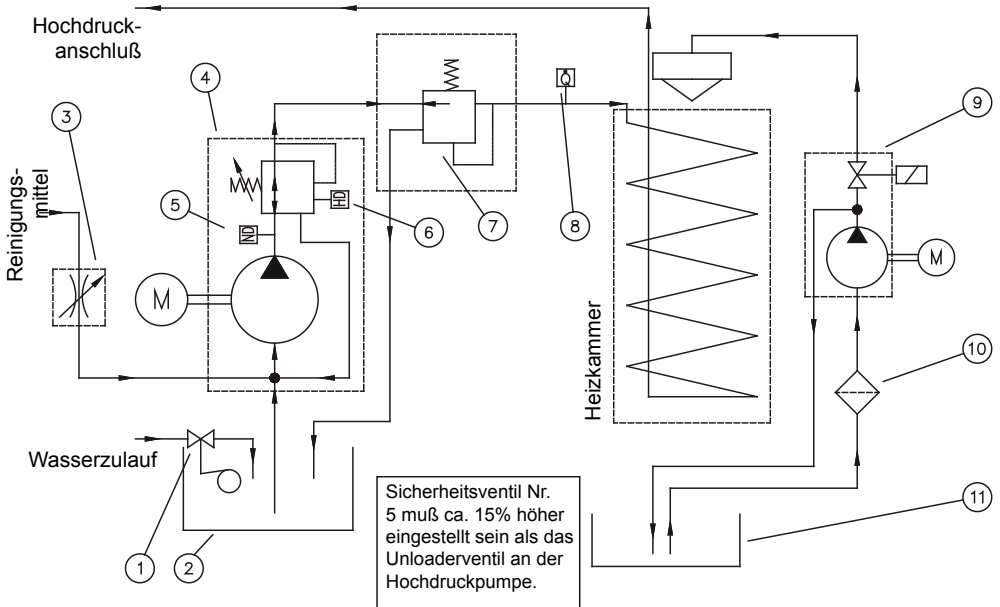 Hochdruck-
anschluß
Reinigungs-
mittel
Wasserzulauf
Heizkammer
Sicherheitsventil Nr.
5 muß ca. 15% höher
eingestellt sein als das
Unloaderventil an der
Hochdruckpumpe.
1
2
3
4
5
6
7
8
9
10
11
M
M
ND
HD
Q